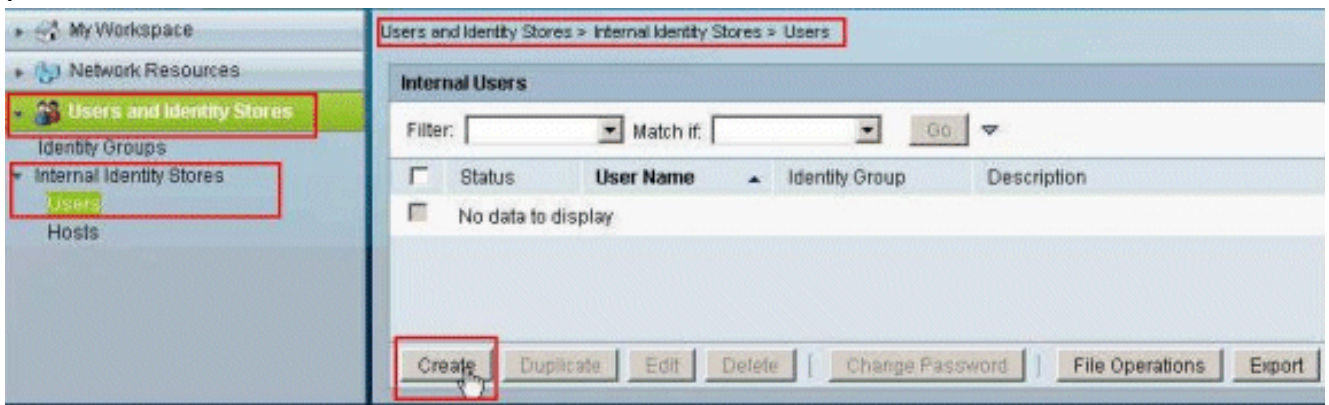 My Workspace
Network Resources
Users and Identity Stores
Identity Groups
Internal Identity Stores
Users
Hosts
Users and Identity Stores > Internal Identity Stores > Users
Internal Users
Filter: Match if: Go
Status User Name Identity Group Description
No data to display
Create Duplicate Edit Delete | Change Password | File Operations Export